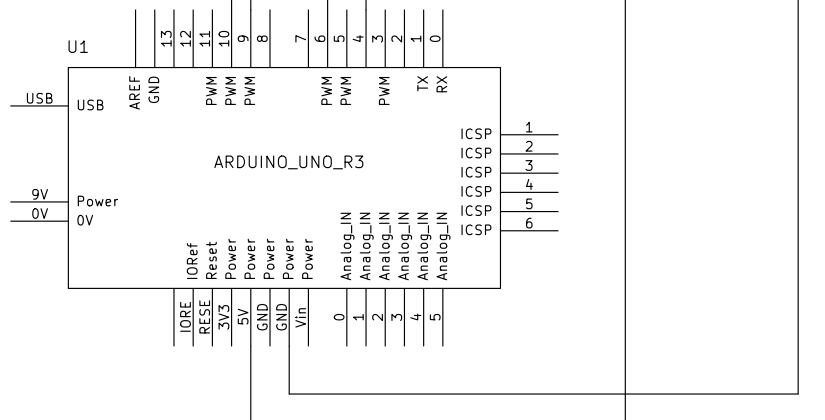 U1
13
12
11
10
9
8
7
6
5
4
3
2
1
0
AREF
GND
PWM
PWM
PWM
PWM
PWM
PWM
TX
RX
USB
USB
ARDUINO_UNO_R3
ICSP 1
ICSP 2
ICSP 3
ICSP 4
ICSP 5
ICSP 6
9V
Power
0V
0V
IORef
Reset
Power
Power
Power
Power
Power
Analog_IN
Analog_IN
Analog_IN
Analog_IN
Analog_IN
Analog_IN
IORE
RESE
3V3
5V
GND
GND
Vin
0
1
2
3
4
5